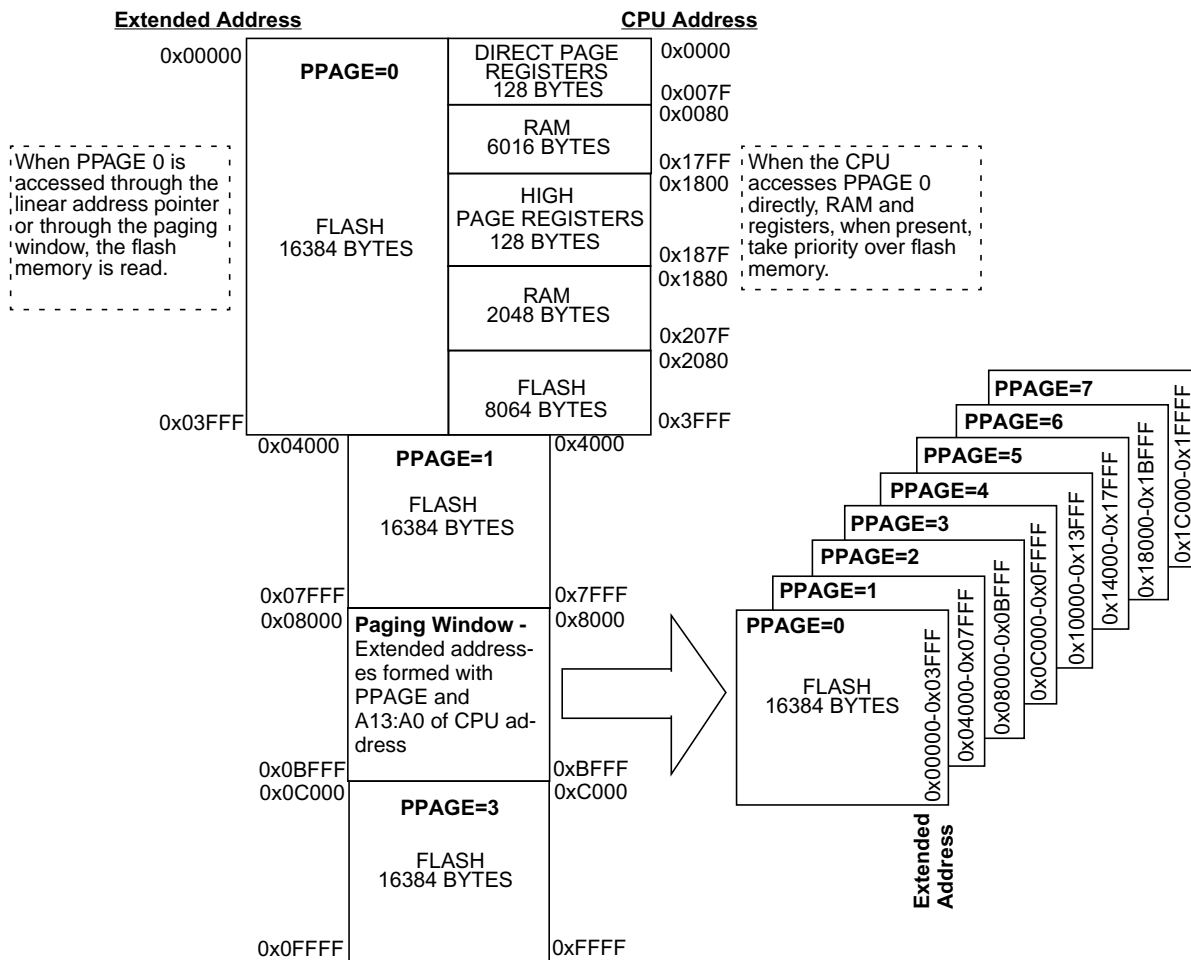 Extended Address
CPU Address
0x00000
PPAGE=0
FLASH
16384 BYTES
0x03FFF
DIRECT PAGE
REGISTERS
128 BYTES
0x0000
0x007F
RAM
6016 BYTES
0x0080
0x17FF
HIGH
PAGE REGISTERS
128 BYTES
0x1800
0x187F
RAM
2048 BYTES
0x1880
0x207F
FLASH
8064 BYTES
0x2080
0x3FFF
When PPAGE 0 is
accessed through the
linear address pointer
or through the paging
window, the flash
memory is read.
When the CPU
accesses PPAGE 0
directly, RAM and
registers, when present,
take priority over flash
memory.
0x04000
0x4000
PPAGE=1
FLASH
16384 BYTES
0x07FFF
0x7FFF
0x08000
0x8000
Paging Window -
Extended address-
es formed with
PPAGE and
A13:A0 of CPU ad-
dress
0x0BFFF
0xBFFF
0x0C000
0xC000
PPAGE=3
FLASH
16384 BYTES
0x0FFFF
0xFFFF
PPAGE=7
0x1C000-0x1FFFF
PPAGE=6
0x18000-0x1BFFF
PPAGE=5
0x14000-0x17FFF
PPAGE=4
0x10000-0x13FFF
PPAGE=3
0x0C000-0x0FFFF
PPAGE=2
0x08000-0x0BFFF
PPAGE=1
0x04000-0x07FFF
PPAGE=0
FLASH
16384 BYTES
0x00000-0x03FFF
Extended
Address